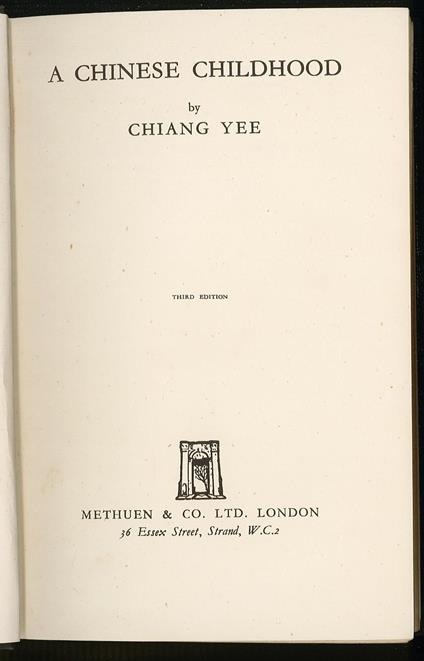 A CHINESE CHILDHOOD
by
CHIANG YEE
THIRD EDITION
METHUEN & CO. LTD. LONDON
36 Essex Street, Strand, W.C.2